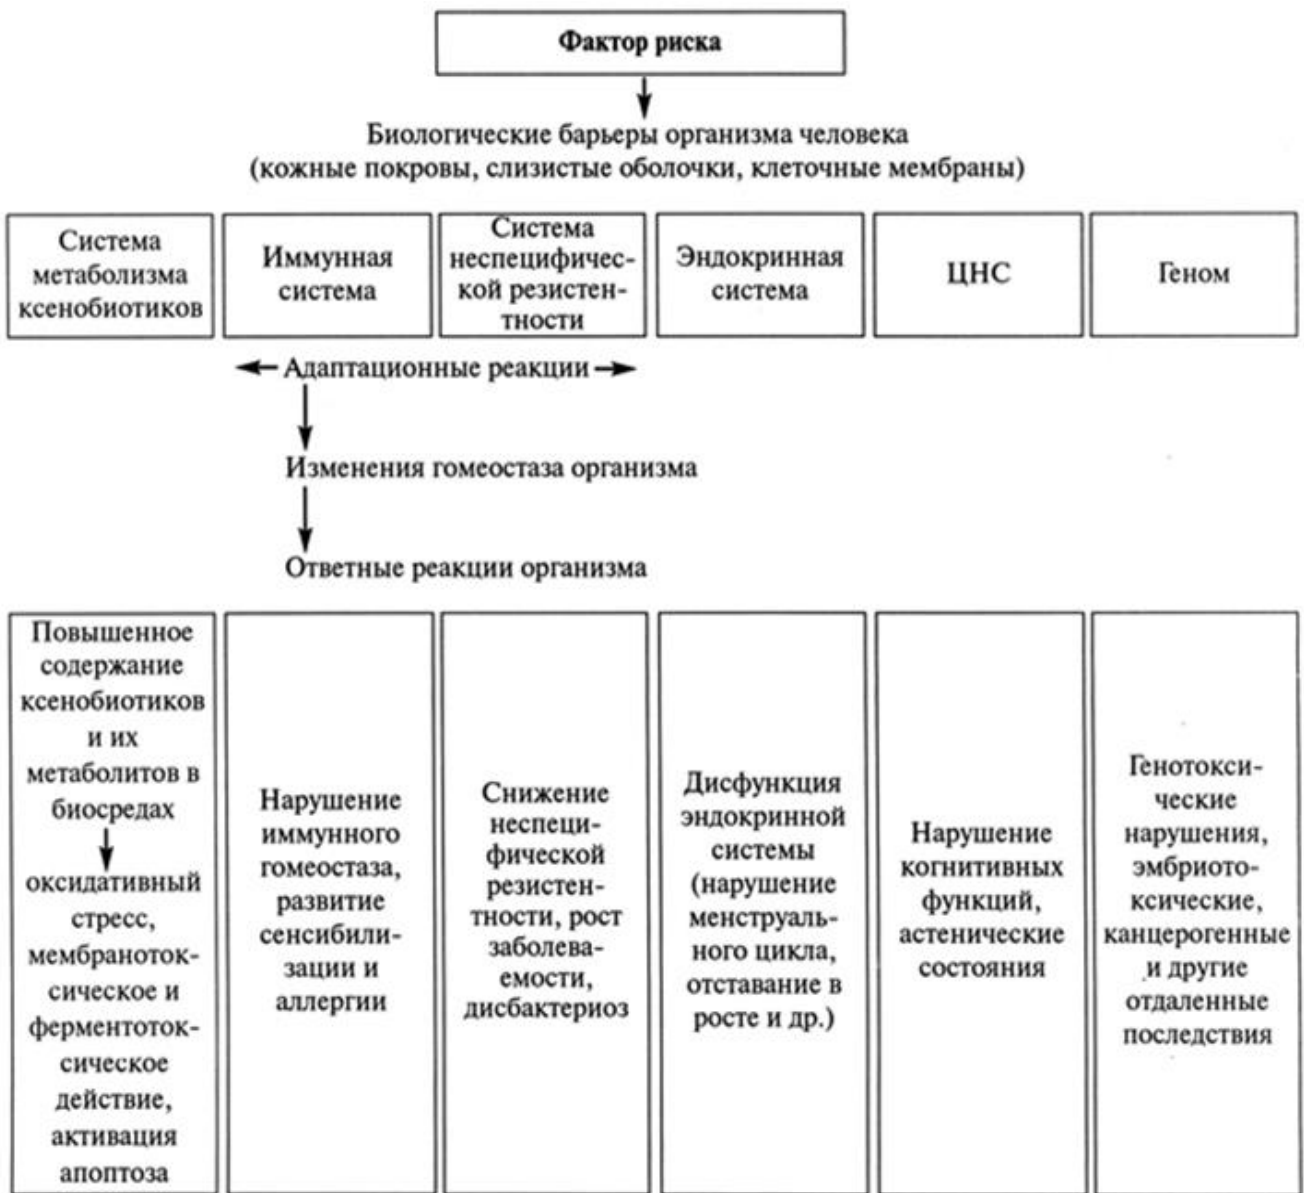 Фактор риска
Биологические барьеры организма человека
(кожные покровы, слизистые оболочки, клеточные мембраны)
Система
метаболизма
ксенобиотиков
Иммунная
система
Система
неспецифичес-
кой резистен-
тности
Эндокринная
система
ЦНС
Геном
Адаптационные реакции
Изменения гомеостаза организма
Ответные реакции организма
Повышенное
содержание
ксенобиотиков
и их
метаболитов в
биосредах
оксидативный
стресс,
мембраноток-
сическое и
ферментоток-
сическое
действие,
активация
апоптоза
Нарушение
иммунного
гомеостаза,
развитие
сенсибили-
зации и
аллергии
Снижение
неспеци-
фической
резистен-
тности, рост
заболева-
емости,
дисбактериоз
Дисфункция
эндокринной
системы
(нарушение
менструаль-
ного цикла,
отставание в
росте и др.)
Нарушение
когнитивных
функций,
астенические
состояния
Генотокси-
ческие
нарушения,
эмбриото-
ксические,
канцерогенные
и другие
отдаленные
последствия